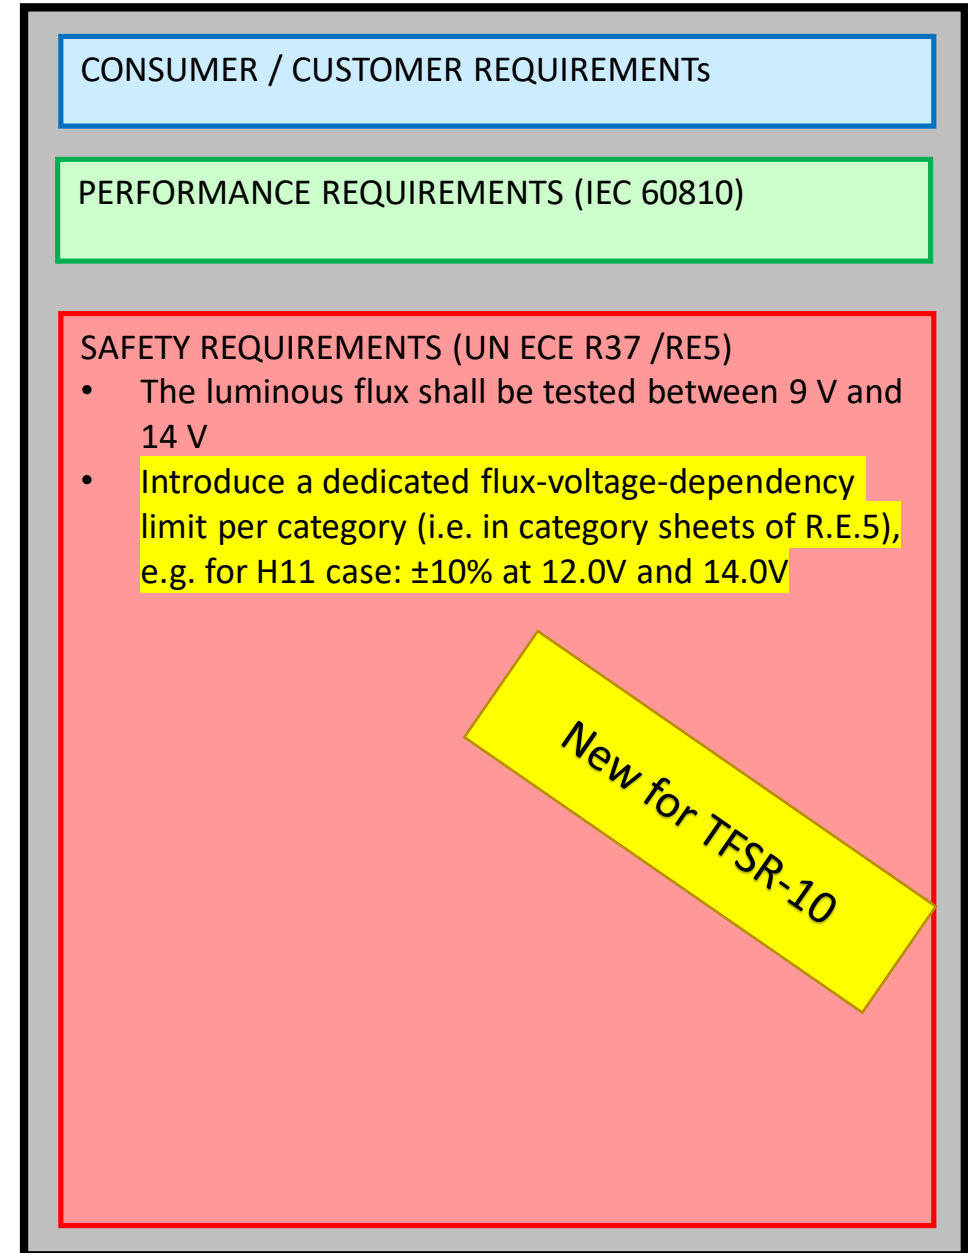 CONSUMER / CUSTOMER REQUIREMENTs
PERFORMANCE REQUIREMENTS (IEC 60810)
SAFETY REQUIREMENTS (UN ECE R37 /RE5)
• The luminous flux shall be tested between 9 V and
14 V
• Introduce a dedicated flux-voltage-dependency
limit per category (i.e. in category sheets of R.E.5),
e.g. for H11 case: ±10% at 12.0V and 14.0V
New for TFSR-10